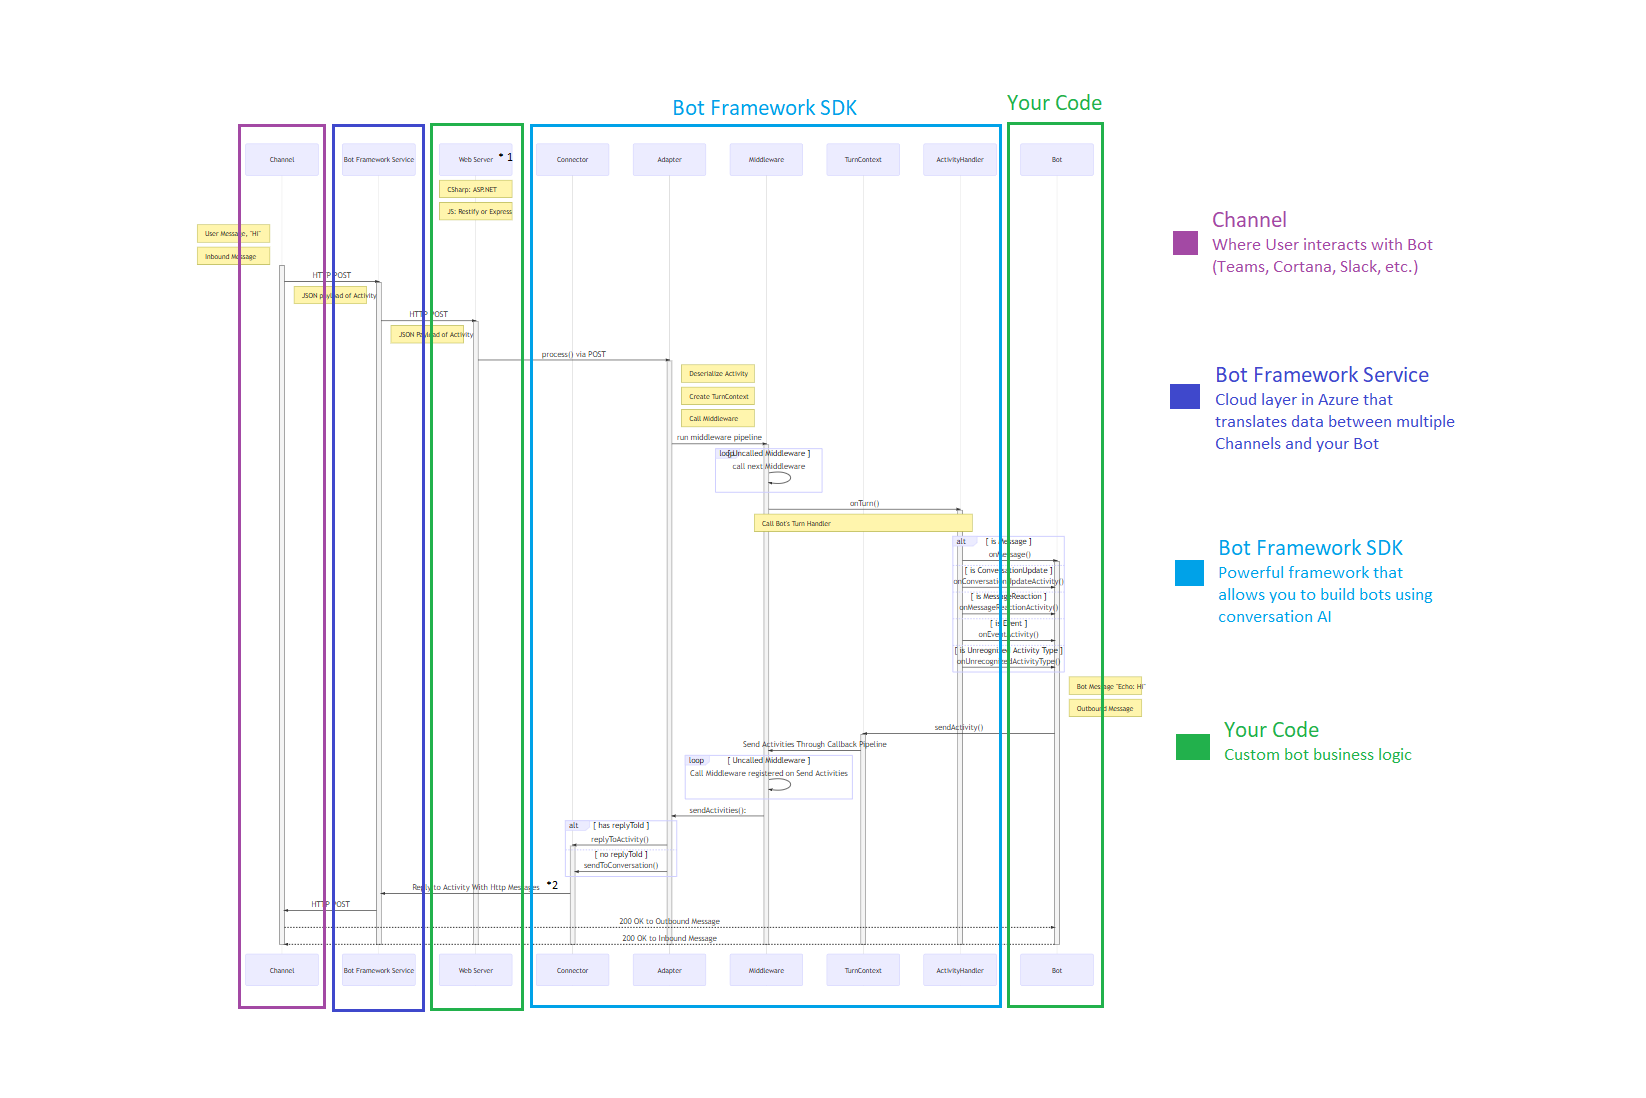 Bot Framework SDK
Your Code
Channel
Bot Framework Service
Web Server
* 1
Connector
Adapter
Middleware
TurnContext
ActivityHandler
Bot
CSharp: ASP.NET
JS: Restify or Express
User Message, "Hi"
Inbound Message
HTTP POST
JSON payload of Activity
HTTP POST
JSON Payload of Activity
process() via POST
Deserialize Activity
Create TurnContext
Call Middleware
run middleware pipeline
loop
[ Uncalled Middleware ]
call next Middleware
onTurn()
Call Bot's Turn Handler
alt
[ is Message ]
onMessage()
[ is ConversationUpdate ]
onConversationUpdateActivity()
[ is MessageReaction ]
onMessageReactionActivity()
[ is Event ]
onEventActivity()
[ is Unreognized Activity Type ]
onUnrecognizedActivityType()
Bot Message "Echo: Hi"
Outbound Message
sendActivity()
Send Activities Through Callback Pipeline
loop
[ Uncalled Middleware ]
Call Middleware registered on Send Activities
sendActivities():
alt
[ has replyToId ]
replyToActivity()
[ no replyToId ]
sendToConversation()
Reply to Activity With Http Messages
*2
HTTP POST
200 OK to Outbound Message
200 OK to Inbound Message
Channel
Bot Framework Service
Web Server
Connector
Adapter
Middleware
TurnContext
ActivityHandler
Bot
Channel
Where User interacts with Bot
(Teams, Cortana, Slack, etc.)
Bot Framework Service
Cloud layer in Azure that
translates data between multiple
Channels and your Bot
Bot Framework SDK
Powerful framework that
allows you to build bots using
conversation AI
Your Code
Custom bot business logic